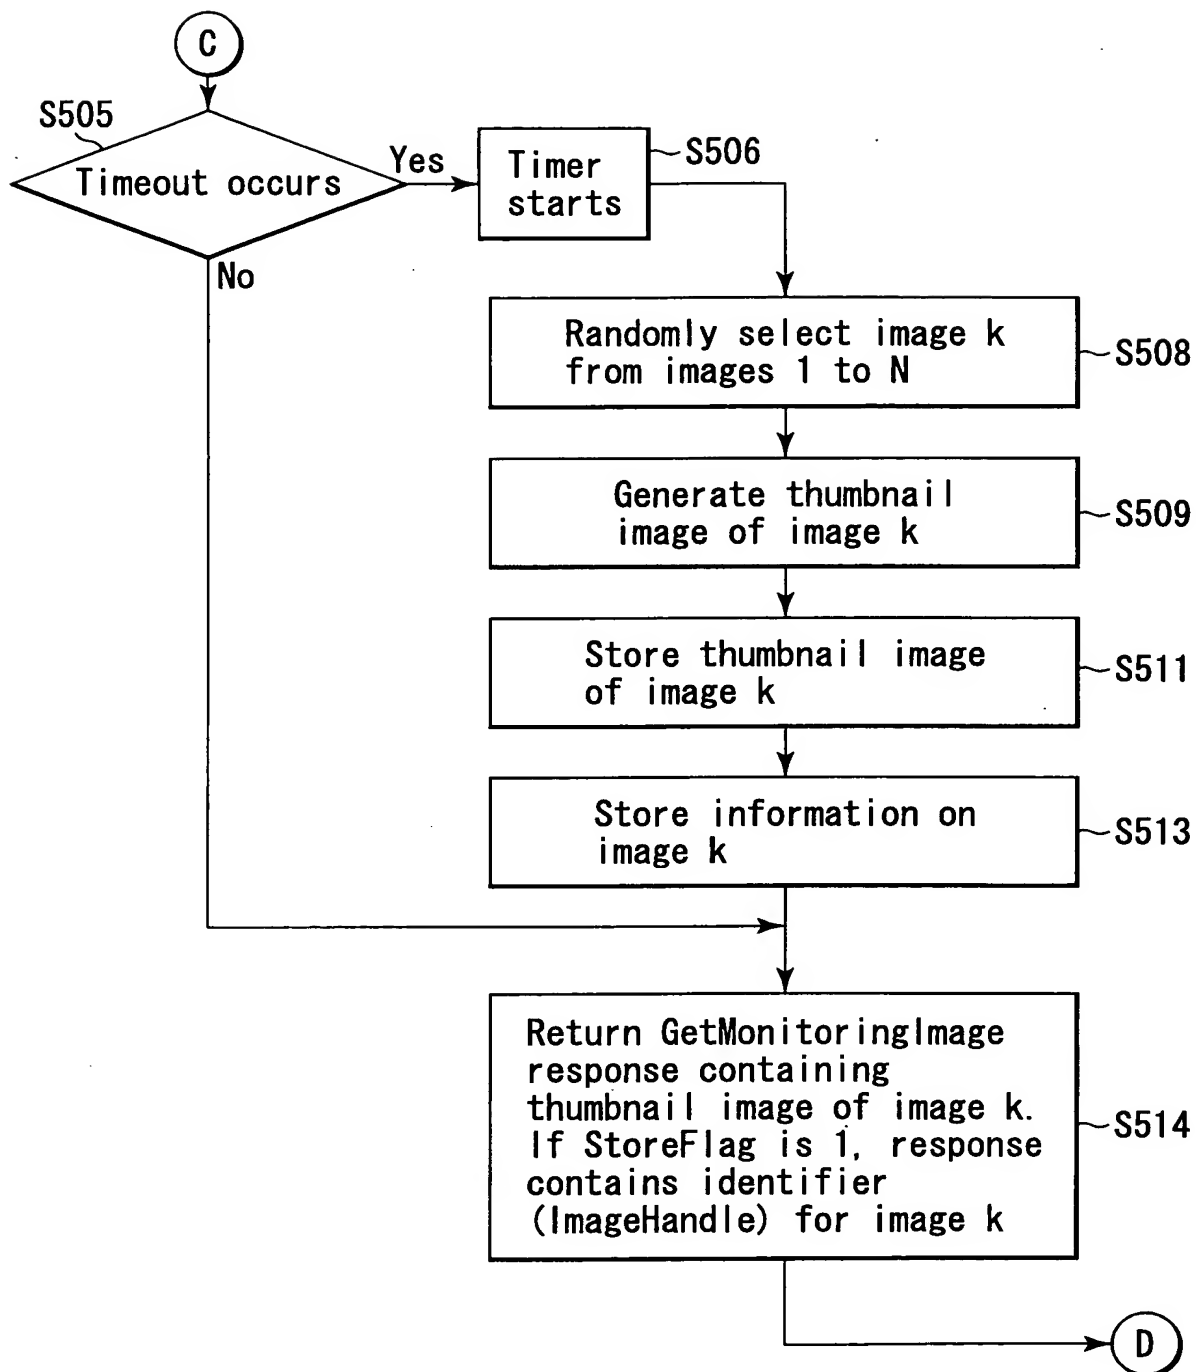 C
S505
Timeout occurs
Yes
No
Timer
starts
S506
Randomly select image k
from images 1 to N
S508
Generate thumbnail
image of image k
S509
Store thumbnail image
of image k
S511
Store information on
image k
S513
Return GetMonitoringImage
response containing
thumbnail image of image k.
If StoreFlag is 1, response
contains identifier
(ImageHandle) for image k
S514
D